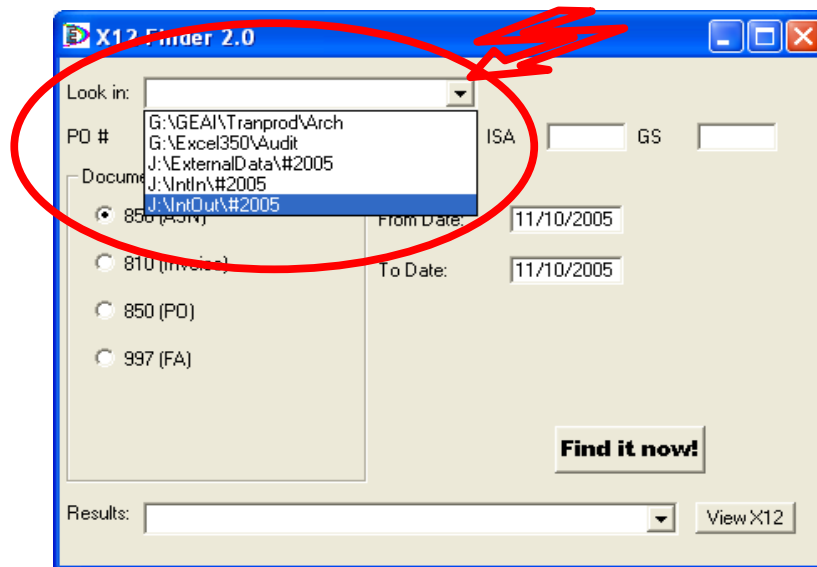 X12 Finder 2.0
Look in:
G:\GEAI\Tranprod\Arch
G:\Excel350\Audit
J:\ExternalData\#2005
J:\IntIn\#2005
J:\IntOut\#2005
PO #
ISA
GS
From Date: 11/10/2005
810 (Invoice)
To Date: 11/10/2005
850 (PO)
997 (FA)
Find it now!
Results:
View X12